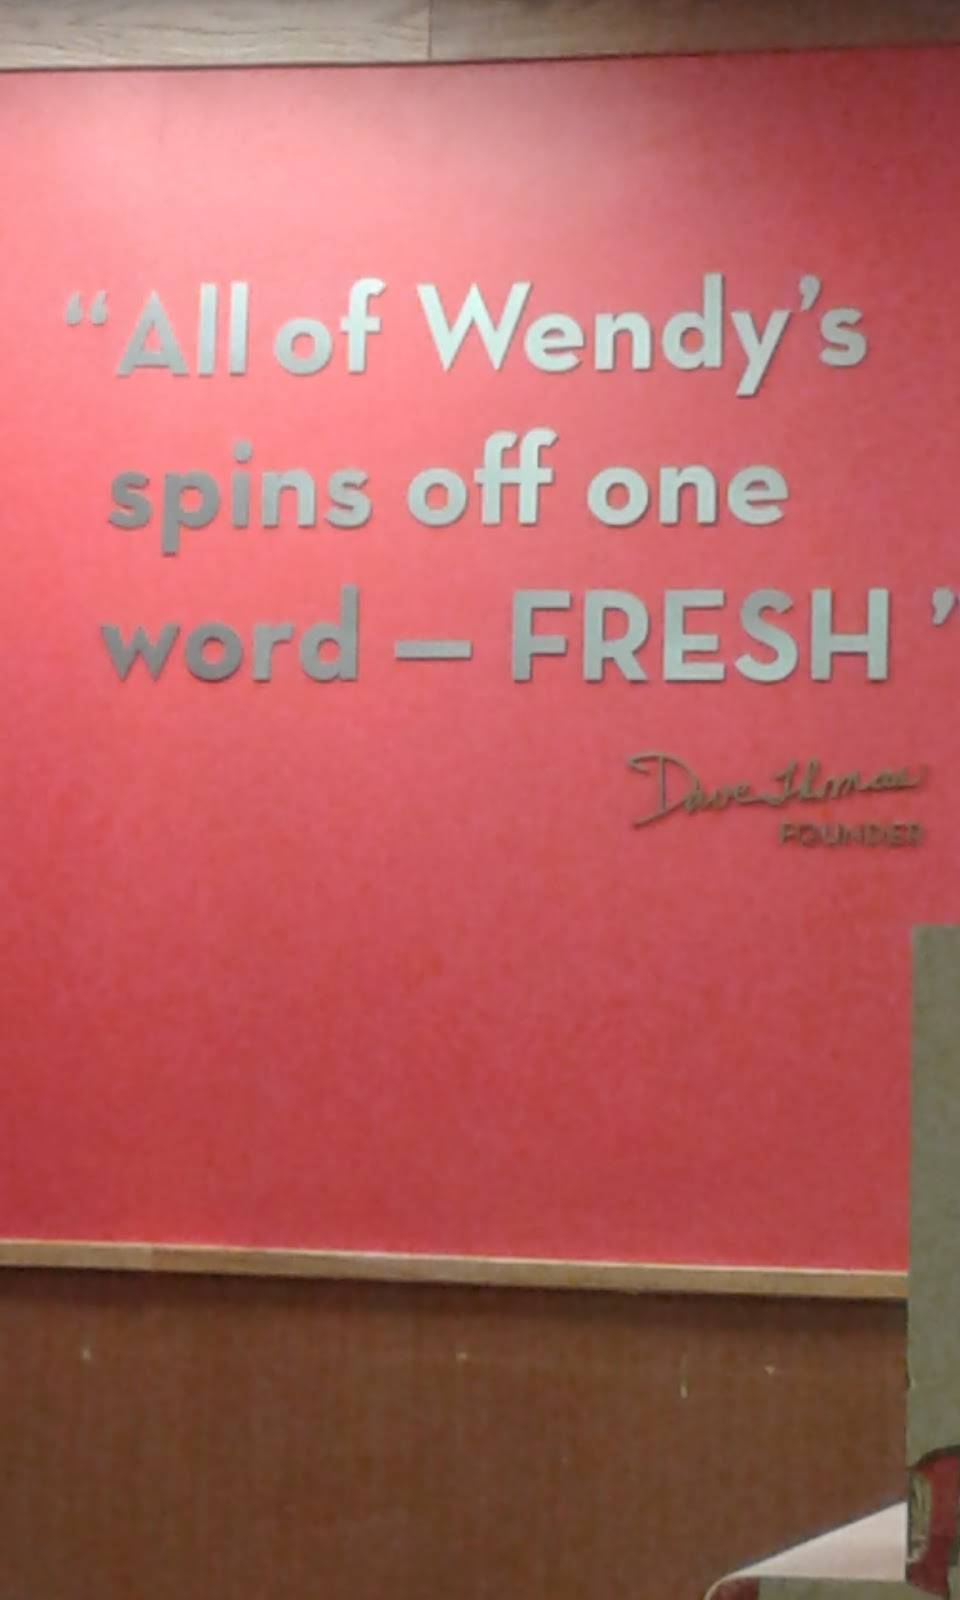 “All of Wendy’s
spins off one
word — FRESH ”
Dave Thomas
FOUNDER